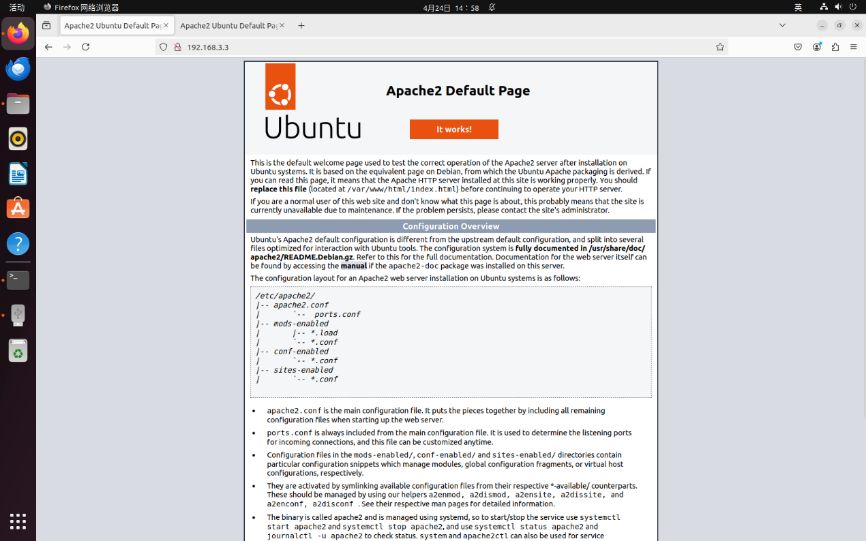 活动 Firefox 网络浏览器 4月24日 14：58 英
Apache2 Ubuntu Default Pa Apache2 Ubuntu Default Pa
192.168.3.3
Apache2 Default Page
Ubuntu
It works!
This is the default welcome page used to test the correct operation of the Apache2 server after installation on
Ubuntu systems. It is based on the equivalent page on Debian, from which the Ubuntu Apache packaging is derived. If
you can read this page, it means that the Apache HTTP server installed at this site is working properly. You should
replace this file (located at /var/www/html/index.html) before continuing to operate your HTTP server.
If you are a normal user of this web site and don't know what this page is about, this probably means that the site is
currently unavailable due to maintenance. If the problem persists, please contact the site's administrator.
Configuration Overview
Ubuntu's Apache2 default configuration is different from the upstream default configuration, and split into several
files optimized for interaction with Ubuntu tools. The configuration system is fully documented in /usr/share/doc/
apache2/README.Debian.gz. Refer to this for the full documentation. Documentation for the web server itself can
be found by accessing the manual if the apache2-doc package was installed on this server.
The configuration layout for an Apache2 web server installation on Ubuntu systems is as follows:
/etc/apache2/
|-- apache2.conf
|       `--  ports.conf
|-- mods-enabled
|       |-- *.load
|       `-- *.conf
|-- conf-enabled
|       `-- *.conf
|-- sites-enabled
|       `-- *.conf
• apache2.conf is the main configuration file. It puts the pieces together by including all remaining
configuration files when starting up the web server.
• ports.conf is always included from the main configuration file. It is used to determine the listening ports
for incoming connections, and this file can be customized anytime.
• Configuration files in the mods-enabled/, conf-enabled/ and sites-enabled/ directories contain
particular configuration snippets which manage modules, global configuration fragments, or virtual host
configurations, respectively.
• They are activated by symlinking available configuration files from their respective *-available/ counterparts.
These should be managed by using our helpers a2enmod, a2dismod, a2ensite, a2dissite, and
a2enconf, a2disconf . See their respective man pages for detailed information.
• The binary is called apache2 and is managed using systemd, so to start/stop the service use systemctl
start apache2 and systemctl stop apache2, and use systemctl status apache2 and
journalctl -u apache2 to check status. system and apache2ctl can also be used for service